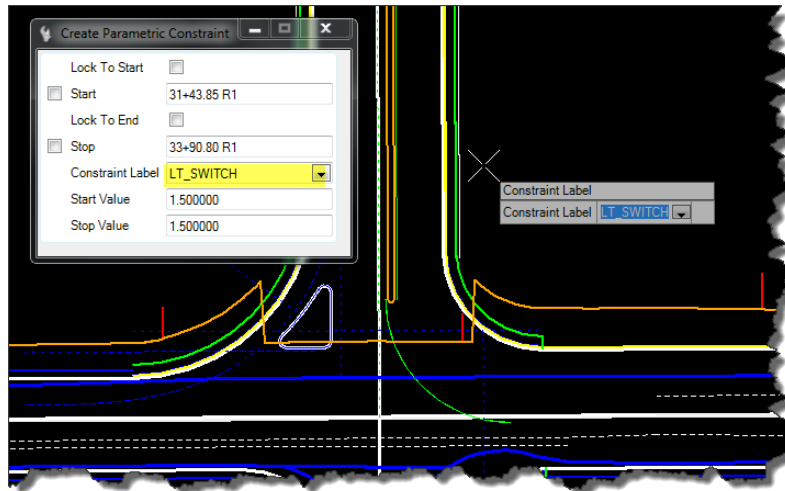 Create Parametric Constraint
Lock To Start
Start 31+43.85 R1
Lock To End
Stop 33+90.80 R1
Constraint Label LT_SWITCH
Start Value 1.500000
Stop Value 1.500000
Constraint Label
Constraint Label LT_SWITCH